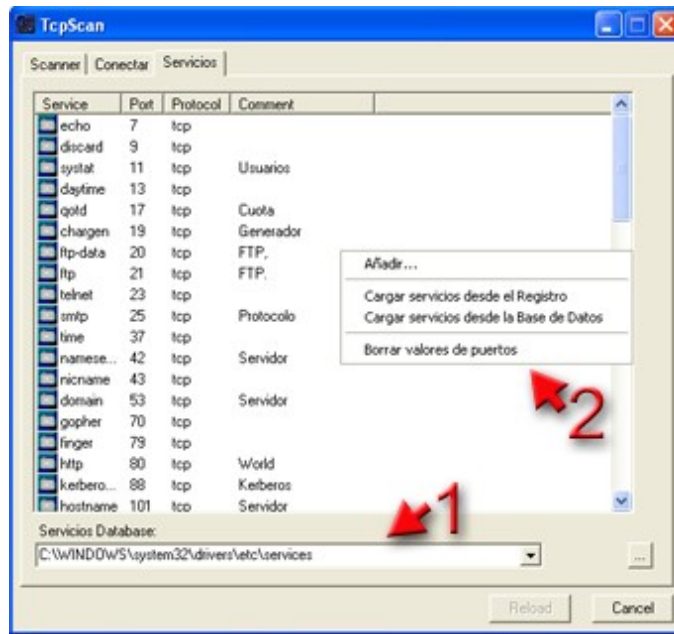 TcpScan
Scanner Conectar Servicios
Service Port Protocol Comment
echo 7 tcp
discard 9 tcp
systat 11 tcp Usuarios
daytime 13 tcp
qotd 17 tcp Cuota
chargen 19 tcp Generador
ftp-data 20 tcp FTP,
ftp 21 tcp FTP.
telnet 23 tcp
smtp 25 tcp Protocolo
time 37 tcp
namese... 42 tcp Servidor
nicname 43 tcp
domain 53 tcp Servidor
gopher 70 tcp
finger 79 tcp
http 80 tcp World
kerbero... 88 tcp Kerberos
hostname 101 tcp Servidor
Añadir...
Cargar servicios desde el Registro
Cargar servicios desde la Base de Datos
Borrar valores de puertos
2
1
Servicios Database:
C:\WINDOWS\system32\drivers\etc\services
...
Reload Cancel